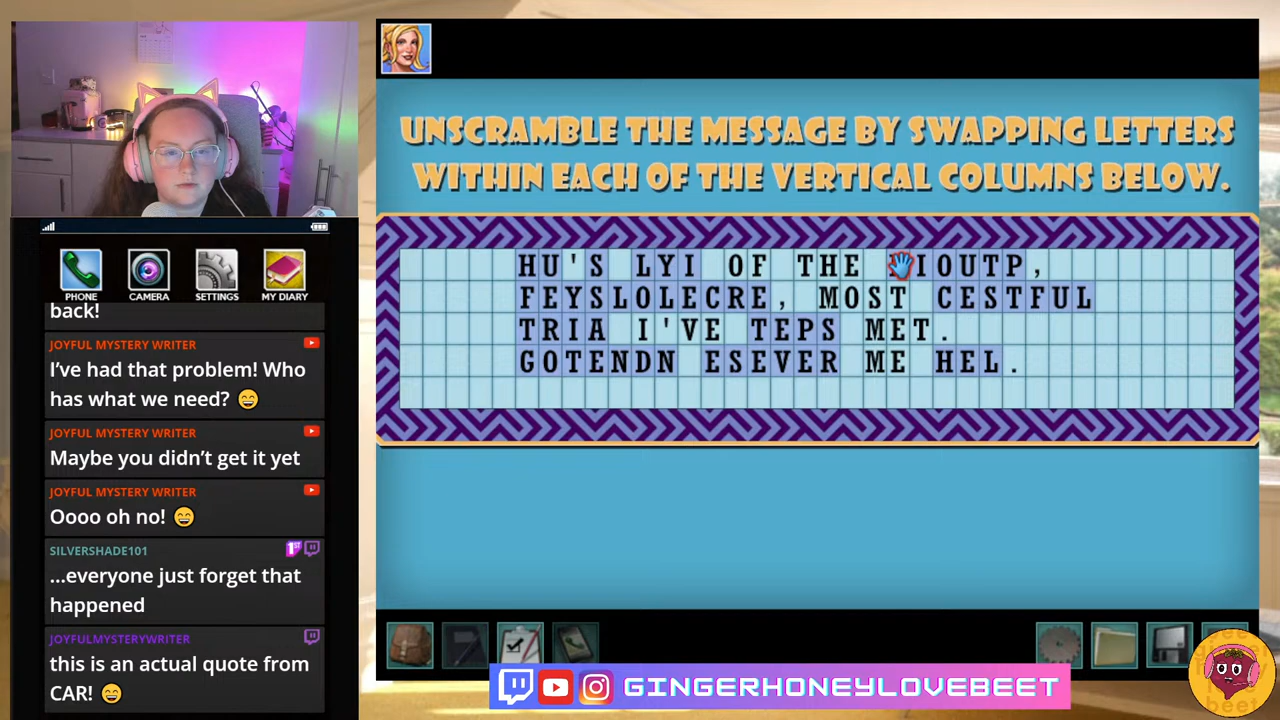 UNSCRAMBLE THE MESSAGE BY SWAPPING LETTERS
WITHIN EACH OF THE VERTICAL COLUMNS BELOW.
HU'S LYI OF THE IOUTP,
FEYSLOLECRE, MOST CESTFUL
TRIA I'VE TEPS MET.
GOTENDN ESEVER ME HEL.
PHONE
CAMERA
SETTINGS
MY DIARY
back!
JOYFUL MYSTERY WRITER
I've had that problem! Who
has what we need?
JOYFUL MYSTERY WRITER
Maybe you didn't get it yet
JOYFUL MYSTERY WRITER
Oooo oh no!
SILVERSHADE101
...everyone just forget that
happened
JOYFULMYSTERYWRITER
this is an actual quote from
CAR!
GINGERHONEYLOVEBEET